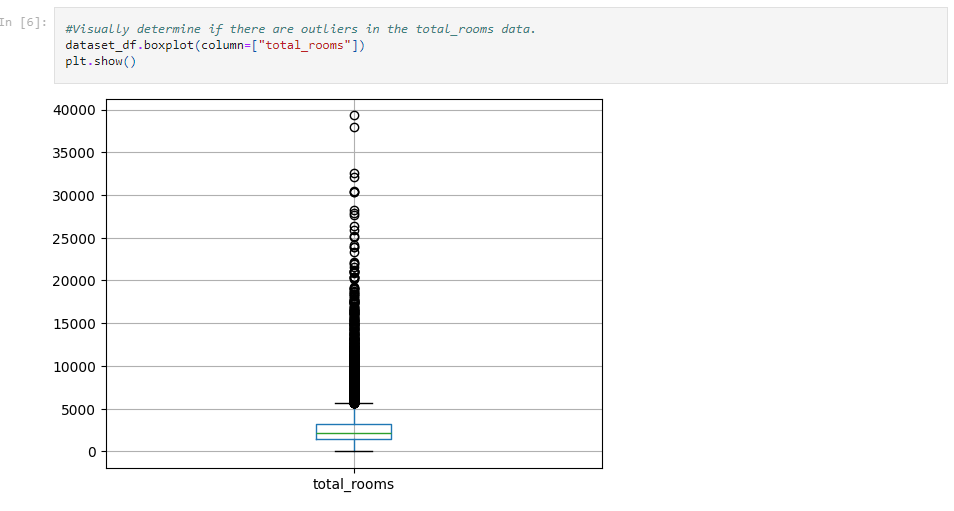 In [6]:
#Visually determine if there are outliers in the total_rooms data.
dataset_df.boxplot(column=["total_rooms"])
plt.show()
40000
35000
30000
25000
20000
15000
10000
5000
0
total_rooms